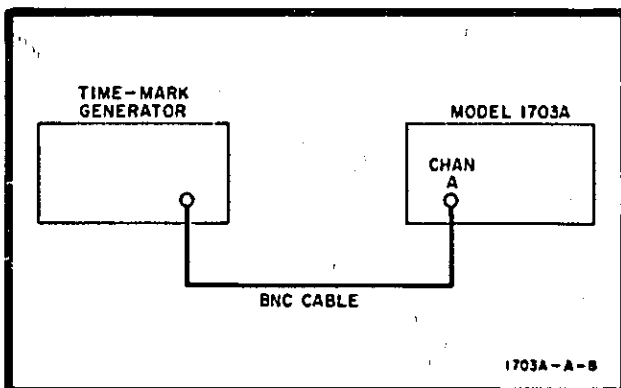 TIME-MARK
GENERATOR
MODEL 1703A
CHAN
A
BNC CABLE
1703A-A-8